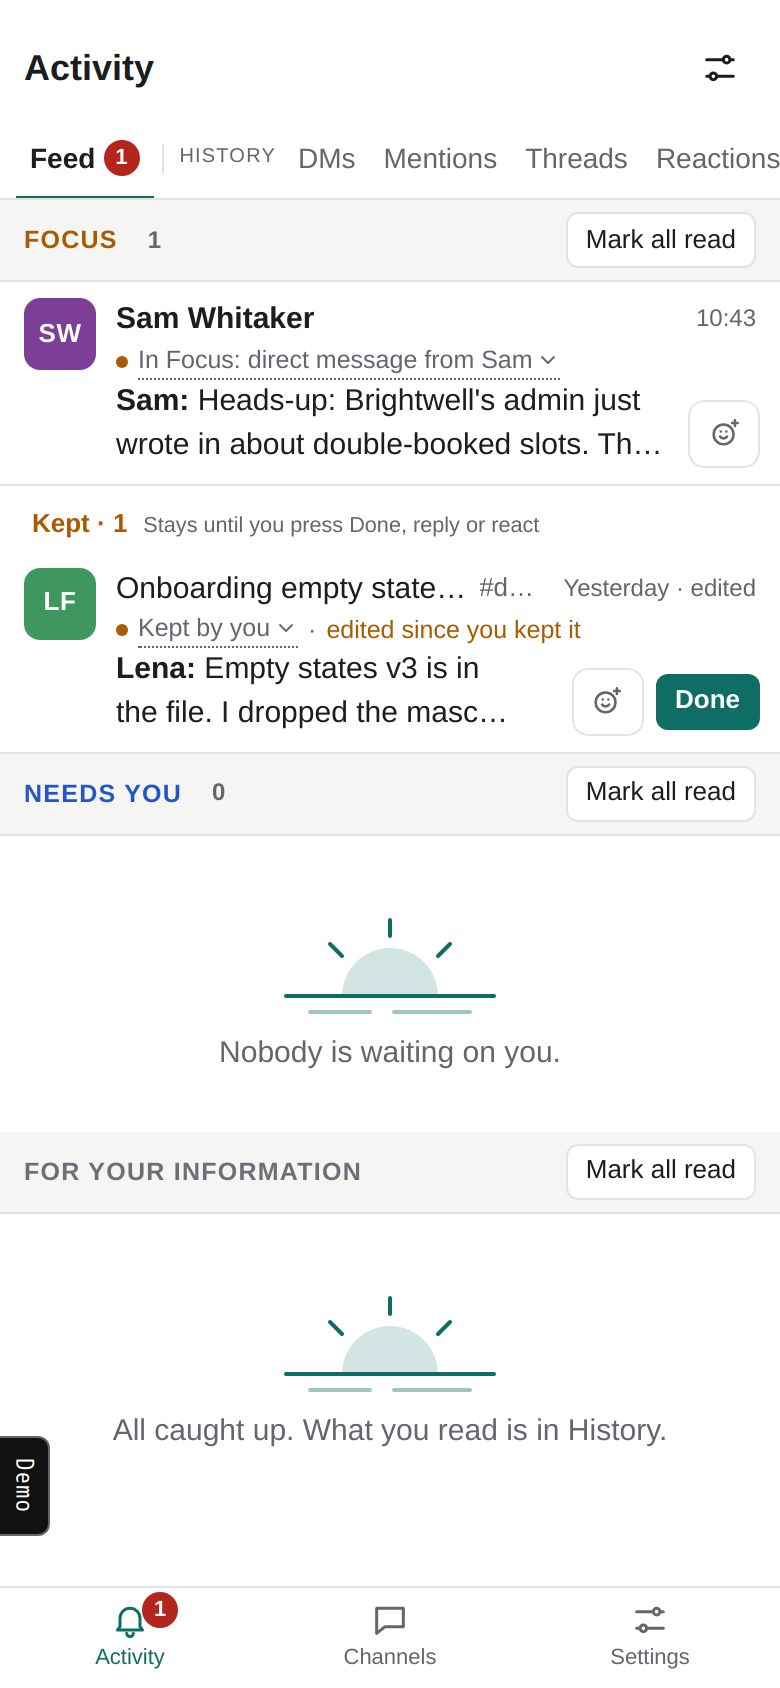 Activity
Feed 1 HISTORY DMs Mentions Threads Reactions
FOCUS 1 Mark all read
SW Sam Whitaker 10:43
In Focus: direct message from Sam
Sam: Heads-up: Brightwell's admin just
wrote in about double-booked slots. Th…
Kept · 1 Stays until you press Done, reply or react
LF Onboarding empty state… #d… Yesterday · edited
Kept by you · edited since you kept it
Lena: Empty states v3 is in
the file. I dropped the masc…
Done
NEEDS YOU 0 Mark all read
Nobody is waiting on you.
FOR YOUR INFORMATION Mark all read
All caught up. What you read is in History.
Demo
1
Activity Channels Settings